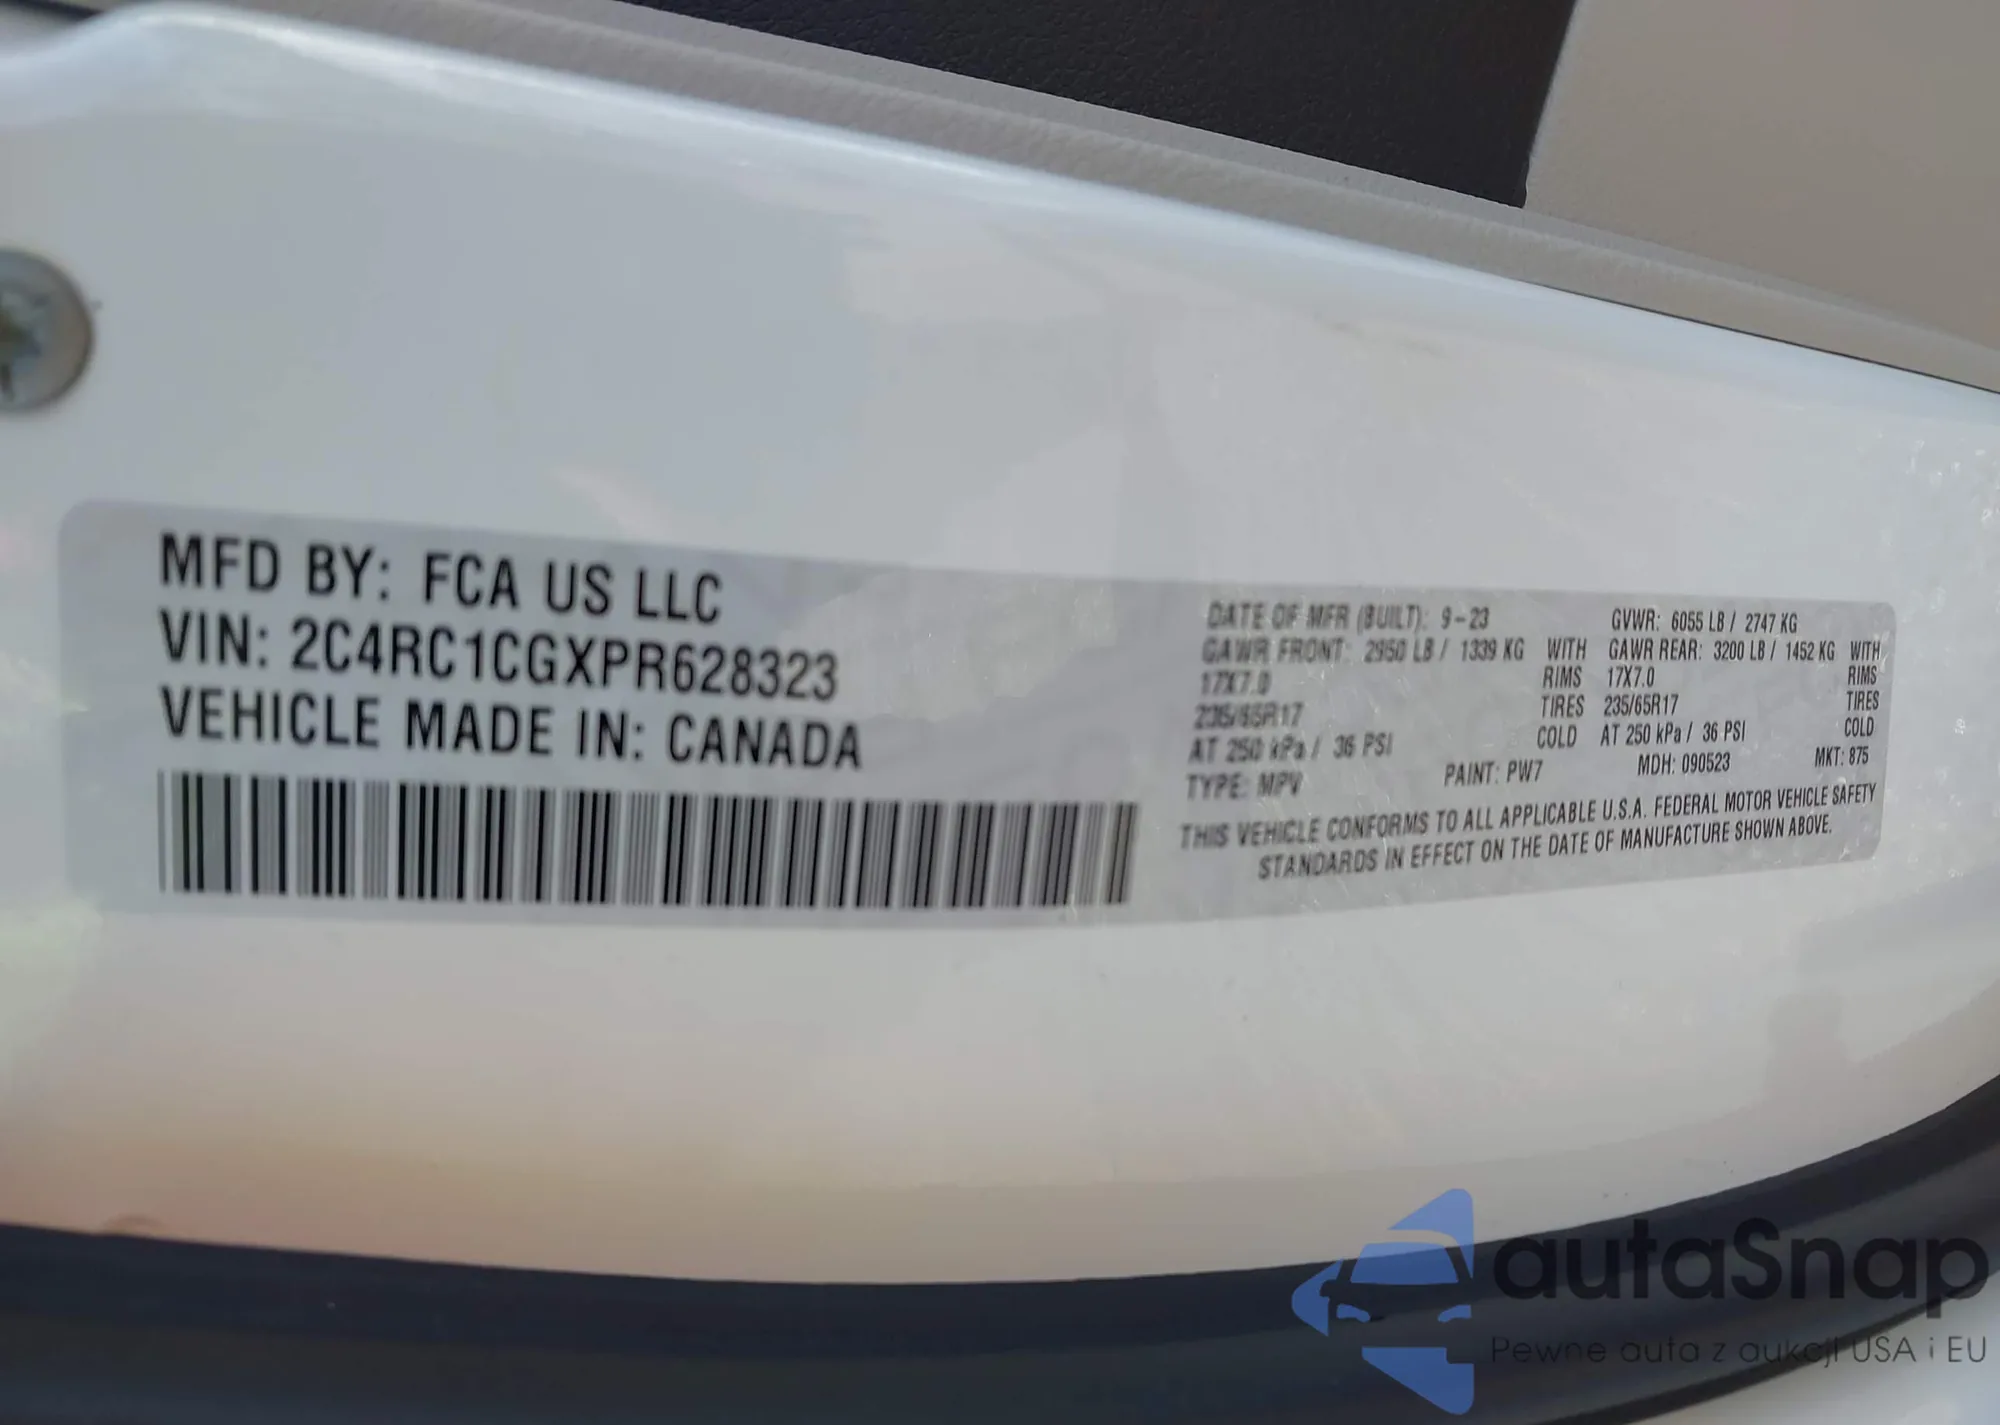 MFD BY: FCA US LLC
VIN: 2C4RC1CGXPR628323
VEHICLE MADE IN: CANADA
DATE OF MFR (BUILT): 9-23 GVWR: 6055 LB / 2747 KG
GAWR FRONT: 2950 LB / 1339 KG WITH GAWR REAR: 3200 LB / 1452 KG WITH
17X7.0 RIMS 17X7.0 RIMS
235/65R17 TIRES 235/65R17 TIRES
AT 250 kPa / 36 PSI COLD AT 250 kPa / 36 PSI COLD
TYPE: MPV PAINT: PW7 MDH: 090523 MKT: 875
THIS VEHICLE CONFORMS TO ALL APPLICABLE U.S.A. FEDERAL MOTOR VEHICLE SAFETY
STANDARDS IN EFFECT ON THE DATE OF MANUFACTURE SHOWN ABOVE.
autaSnap
Pewne auta z aukcji USA i EU